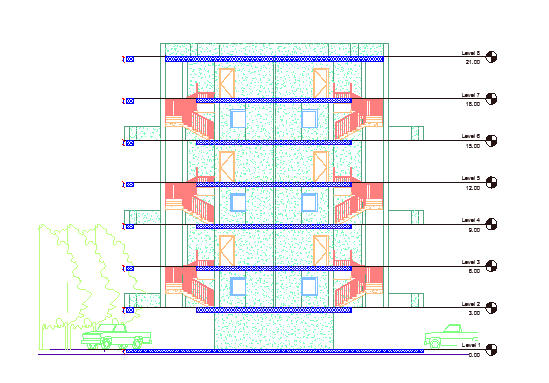 Level 8
21.00
Level 7
18.00
Level 6
15.00
Level 5
12.00
Level 4
9.00
Level 3
6.00
Level 2
3.00
Level 1
0.00